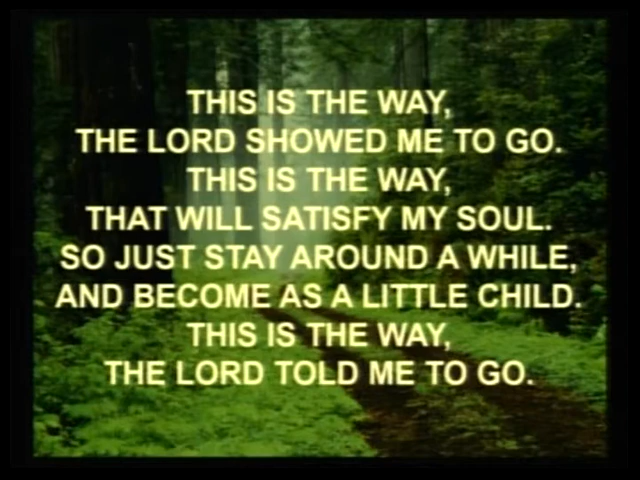 THIS IS THE WAY,
THE LORD SHOWED ME TO GO.
THIS IS THE WAY,
THAT WILL SATISFY MY SOUL.
SO JUST STAY AROUND A WHILE,
AND BECOME AS A LITTLE CHILD.
THIS IS THE WAY,
THE LORD TOLD ME TO GO.